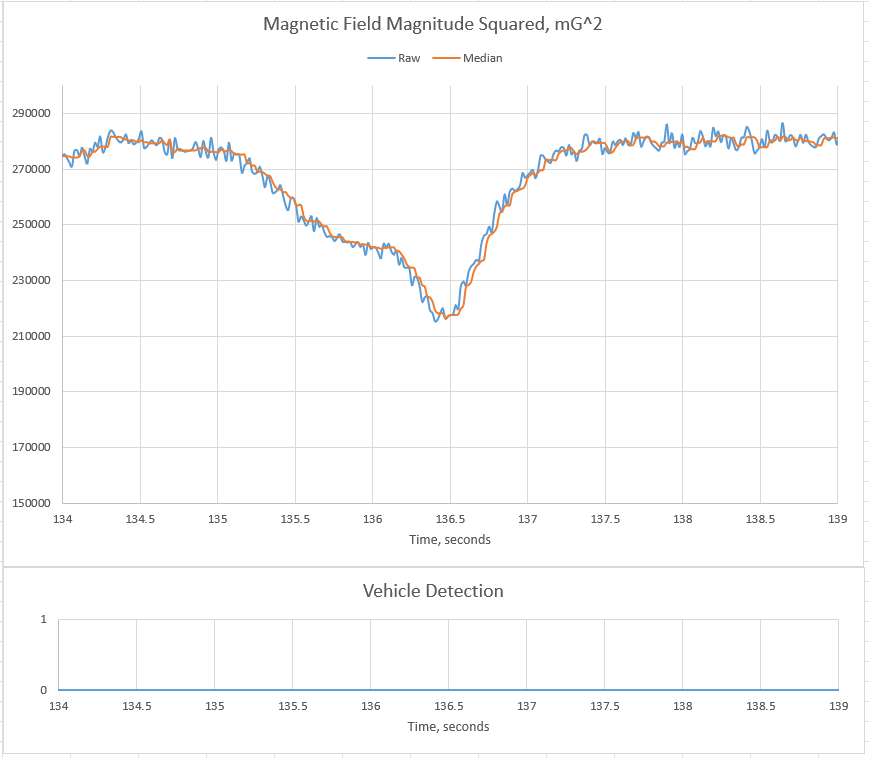 Magnetic Field Magnitude Squared, mG^2
Raw Median
290000
270000
250000
230000
210000
190000
170000
150000
134 134.5 135 135.5 136 136.5 137 137.5 138 138.5 139
Time, seconds
Vehicle Detection
1
0
134 134.5 135 135.5 136 136.5 137 137.5 138 138.5 139
Time, seconds